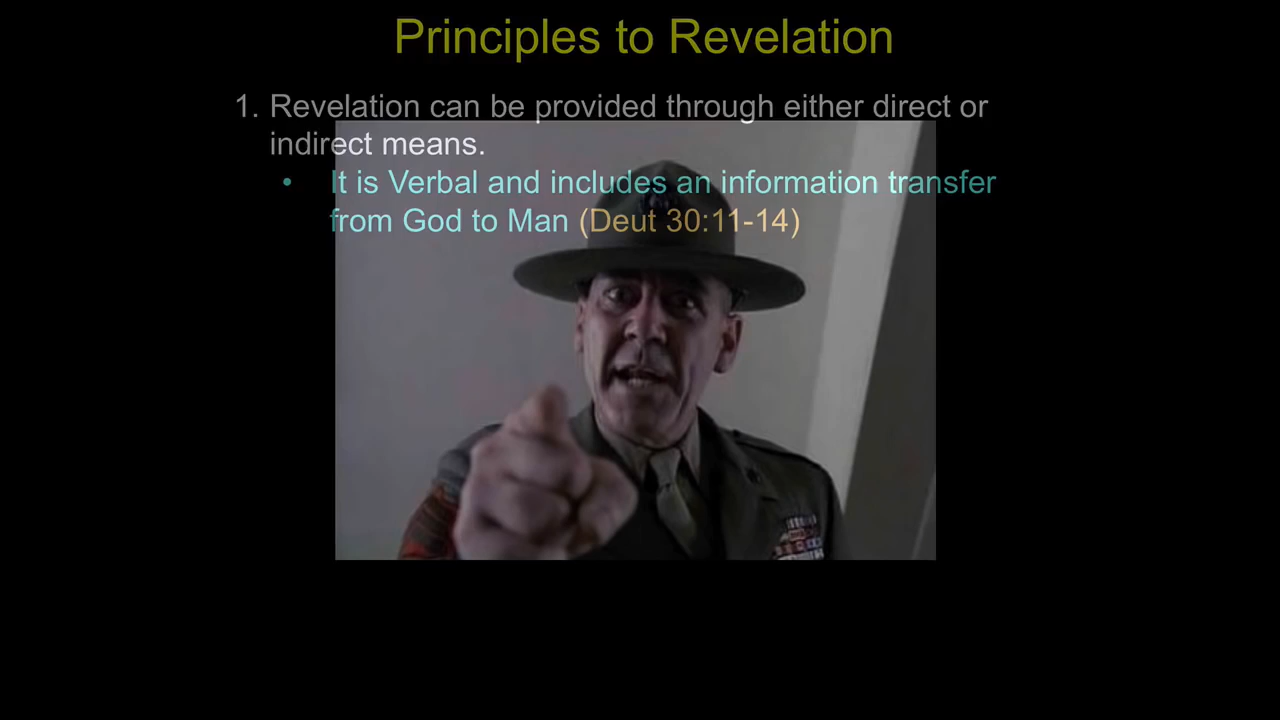 Principles to Revelation
1. Revelation can be provided through either direct or
indirect means.
• It is Verbal and includes an information transfer
from God to Man (Deut 30:11-14)